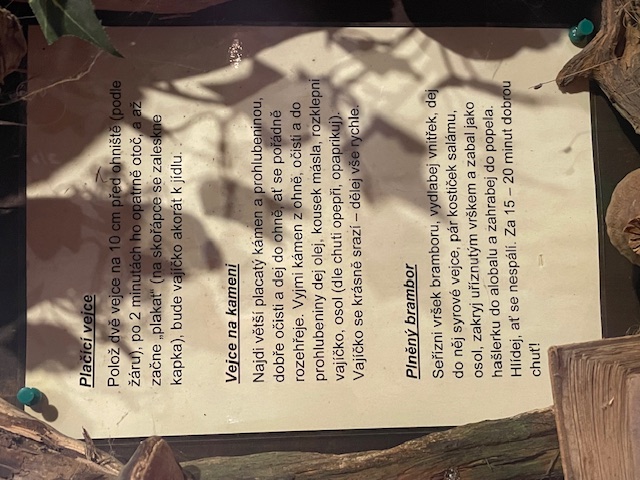 Plačící vejce
Polož dvě vejce na 10 cm před ohniště (podle
žáru), po 2 minutách ho opatrně otoč, a až
začne „plakat“ (na skořápce se zaleskne
kapka), bude vajíčko akorát k jídlu.
Vejce na kameni
Najdi větší placatý kámen a prohlubeninou,
dobře očisti a dej do ohně, ať se pořádně
rozehřeje. Vyjmi kámen z ohně, očisti a do
prohlubeniny dej olej, kousek másla, rozklepni
vajíčko, osol (dle chuti opepři, opaprikuj).
Vajíčko se krásně srazí – dělej vše rychle.
Plněný brambor
Seřízni vršek bramboru, vydlabej vnitřek, dej
do něj syrové vejce, pár kostiček salámu,
osol, zakryj uříznutým vrškem a zabal jako
hašlerku do alobalu a zahrabej do popela.
Hlídej, ať se nespálí. Za 15 – 20 minut dobrou
chuť!